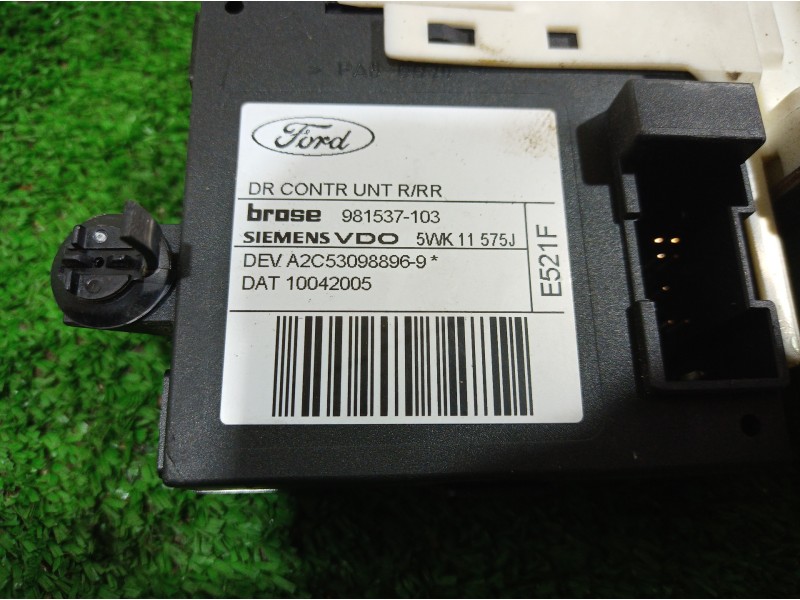 Ford
DR CONTR UNT R/RR
brose 981537-103
SIEMENS VDO 5WK 11 575J
DEV. A2C53098896-9 *
DAT 10042005
E521F